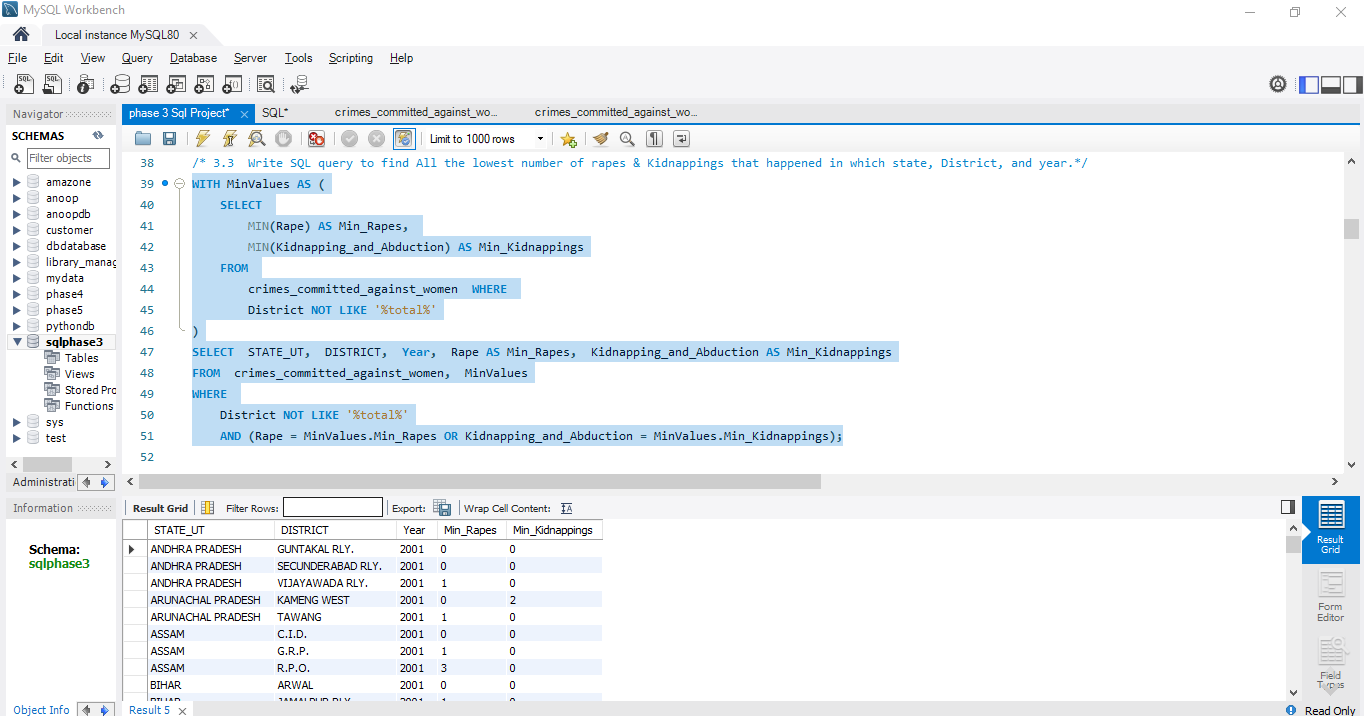 MySQL Workbench
Local instance MySQL80
File Edit View Query Database Server Tools Scripting Help
Navigator
SCHEMAS
Filter objects
amazone
anoop
anoopdb
customer
dbdatabase
library_manag
mydata
phase4
phase5
pythondb
sqlphase3
Tables
Views
Stored Pro
Functions
sys
test
Administrati
Information
Schema:
sqlphase3
Object Info
phase 3 Sql Project* SQL* crimes_committed_against_wo... crimes_committed_against_wo...
Limit to 1000 rows
38 /* 3.3 Write SQL query to find All the lowest number of rapes & Kidnappings that happened in which state, District, and year.*/
39 WITH MinValues AS (
40 SELECT
41 MIN(Rape) AS Min_Rapes,
42 MIN(Kidnapping_and_Abduction) AS Min_Kidnappings
43 FROM
44 crimes_committed_against_women WHERE
45 District NOT LIKE '%total%'
46 )
47 SELECT STATE_UT, DISTRICT, Year, Rape AS Min_Rapes, Kidnapping_and_Abduction AS Min_Kidnappings
48 FROM crimes_committed_against_women, MinValues
49 WHERE
50 District NOT LIKE '%total%'
51 AND (Rape = MinValues.Min_Rapes OR Kidnapping_and_Abduction = MinValues.Min_Kidnappings);
52
Result Grid Filter Rows: Export: Wrap Cell Content:
STATE_UT DISTRICT Year Min_Rapes Min_Kidnappings
ANDHRA PRADESH GUNTAKAL RLY. 2001 0 0
ANDHRA PRADESH SECUNDERABAD RLY. 2001 0 0
ANDHRA PRADESH VIJAYAWADA RLY. 2001 1 0
ARUNACHAL PRADESH KAMENG WEST 2001 0 2
ARUNACHAL PRADESH TAWANG 2001 1 0
ASSAM C.I.D. 2001 0 0
ASSAM G.R.P. 2001 1 0
ASSAM R.P.O. 2001 3 0
BIHAR ARWAL 2001 0 0
BIHAR JAMALPUR RLY. 2001 1 0
Result 5
Result Grid
Form Editor
Field Types
Read Only